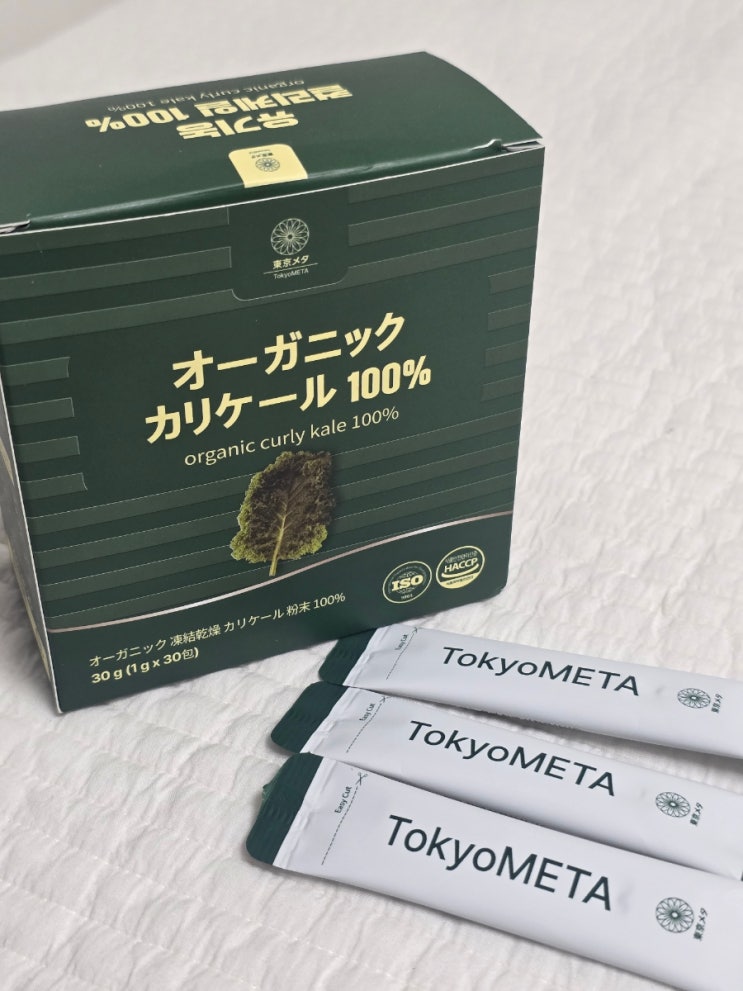 유기농
컬리케일 100%
organic curly kale 100%
東京メタ
TokyoMETA
オーガニック
カリケール 100%
organic curly kale 100%
ISO
HACCP
オーガニック 凍結乾燥 カリケール 粉末 100%
30 g (1 g x 30包)
Easy Cut
TokyoMETA
東京メタ
Easy Cut
TokyoMETA
東京メタ
Easy Cut
TokyoMETA
東京メタ